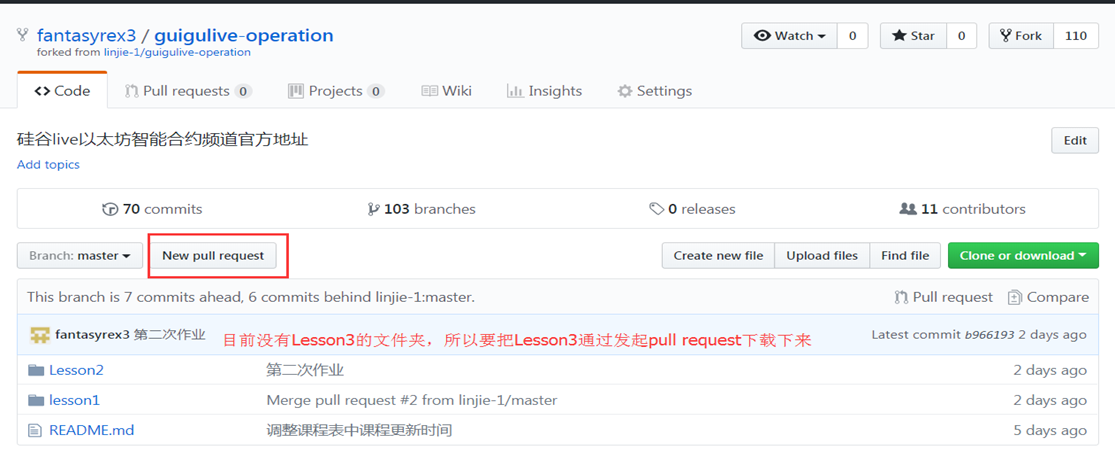 fantasyrex3 / guigulive-operation
forked from linjie-1/guigulive-operation
Watch 0 Star 0 Fork 110
Code Pull requests 0 Projects 0 Wiki Insights Settings
硅谷live以太坊智能合约频道官方地址
Edit
Add topics
70 commits 103 branches 0 releases 11 contributors
Branch: master New pull request Create new file Upload files Find file Clone or download
This branch is 7 commits ahead, 6 commits behind linjie-1:master. Pull request Compare
fantasyrex3 第二次作业 Latest commit b966193 2 days ago
目前没有Lesson3的文件夹，所以要把Lesson3通过发起pull request下载下来
Lesson2 第二次作业 2 days ago
lesson1 Merge pull request #2 from linjie-1/master 2 days ago
README.md 调整课程表中课程更新时间 5 days ago